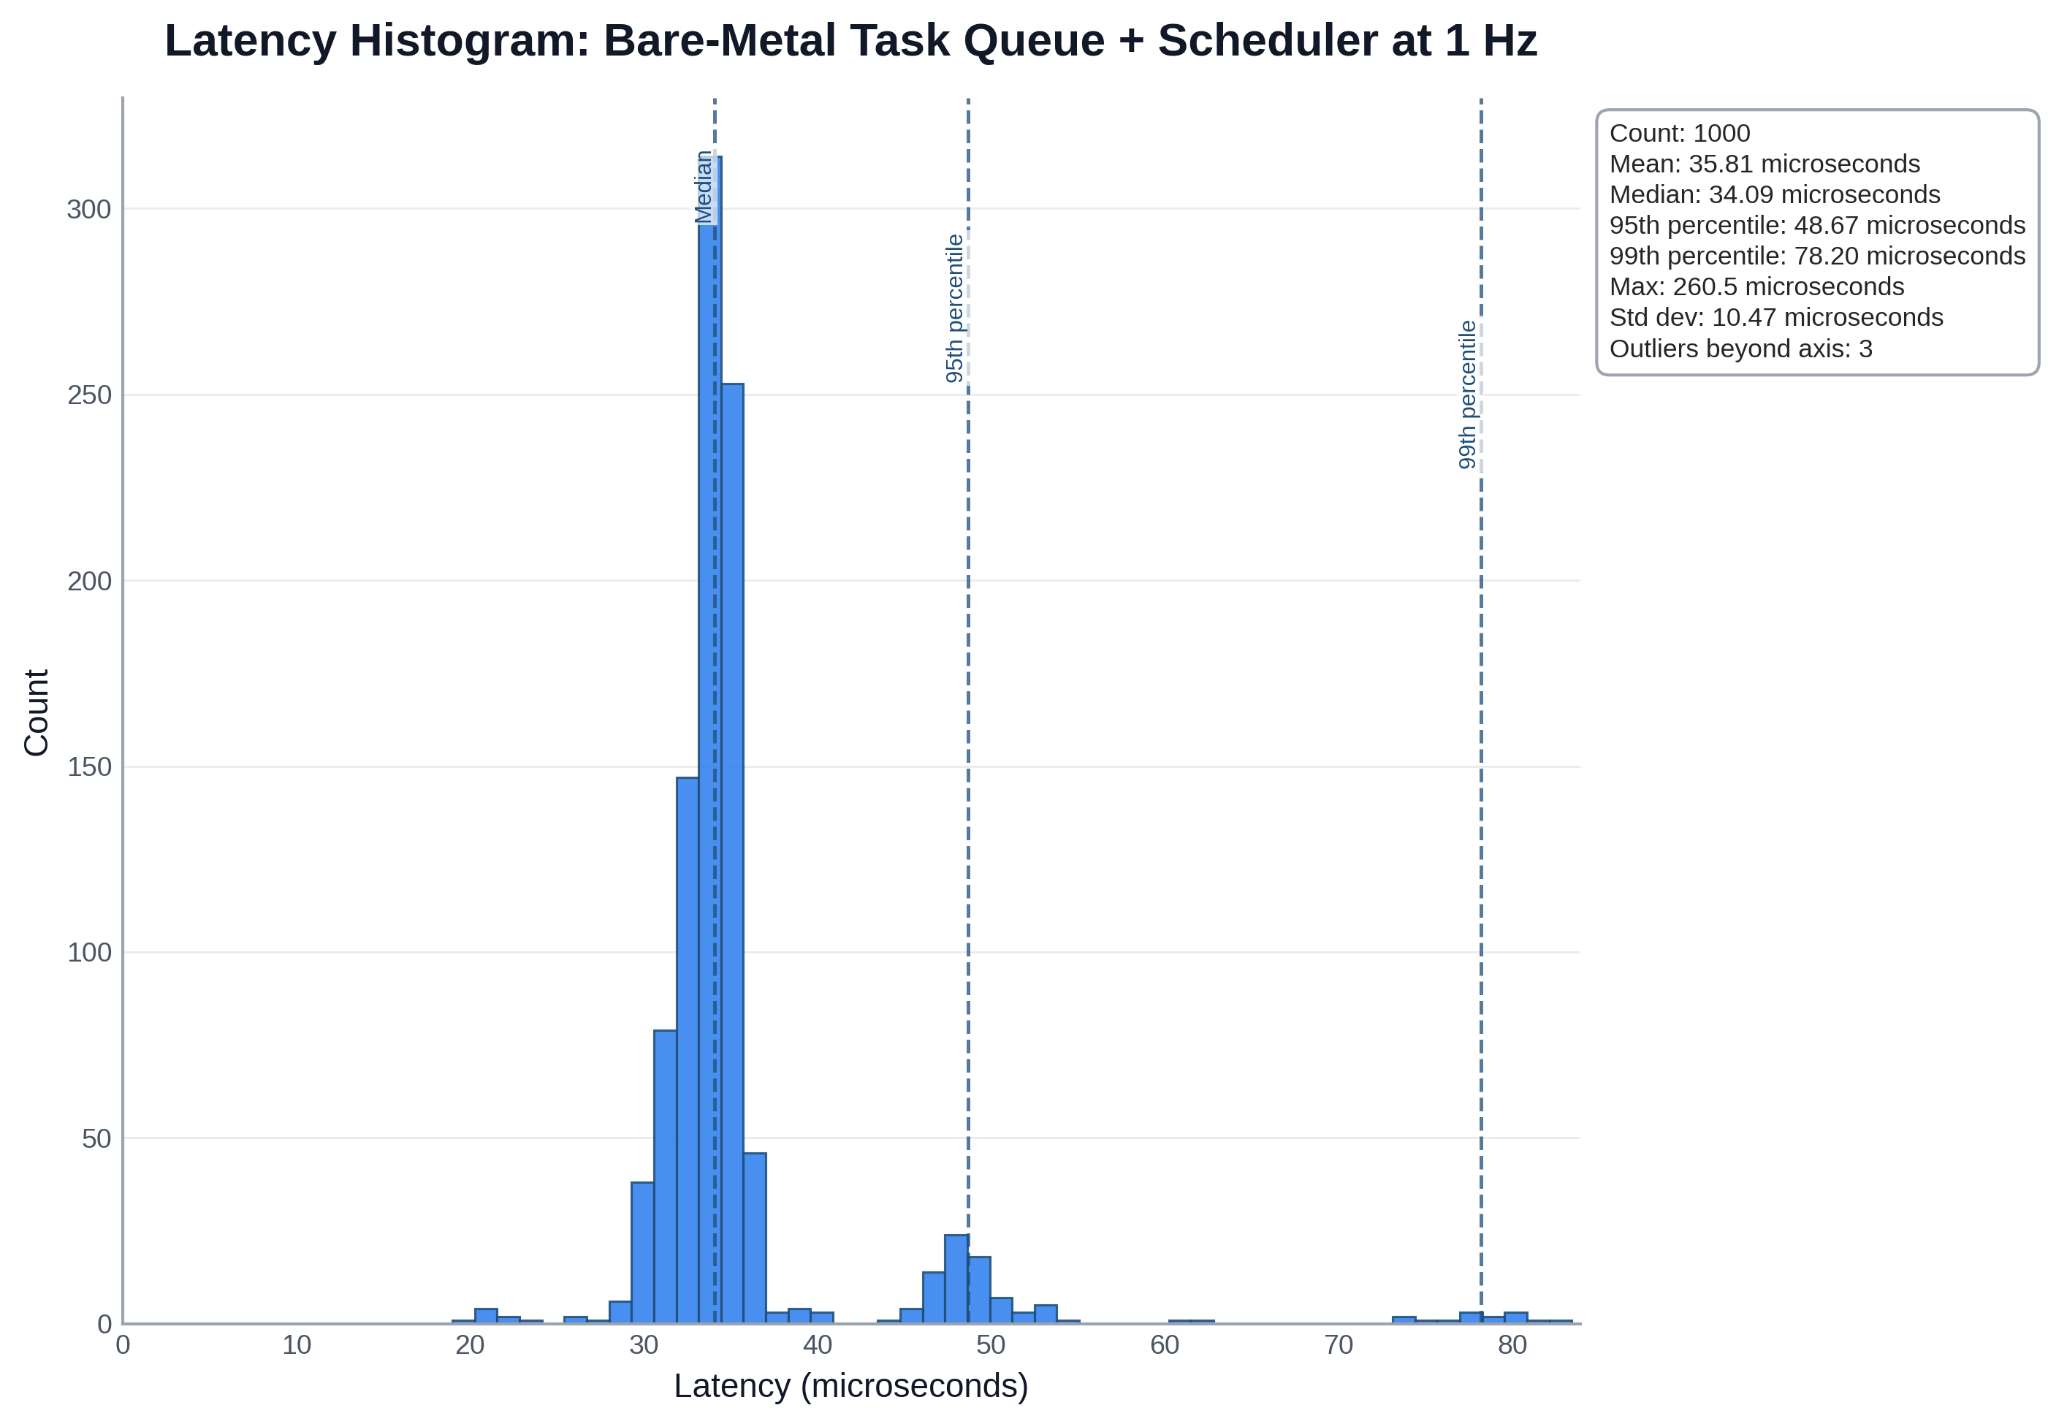 Latency Histogram: Bare-Metal Task Queue + Scheduler at 1 Hz
Count: 1000
Mean: 35.81 microseconds
Median: 34.09 microseconds
95th percentile: 48.67 microseconds
99th percentile: 78.20 microseconds
Max: 260.5 microseconds
Std dev: 10.47 microseconds
Outliers beyond axis: 3
Median
95th percentile
99th percentile
Count
300
250
200
150
100
50
0
0 10 20 30 40 50 60 70 80
Latency (microseconds)